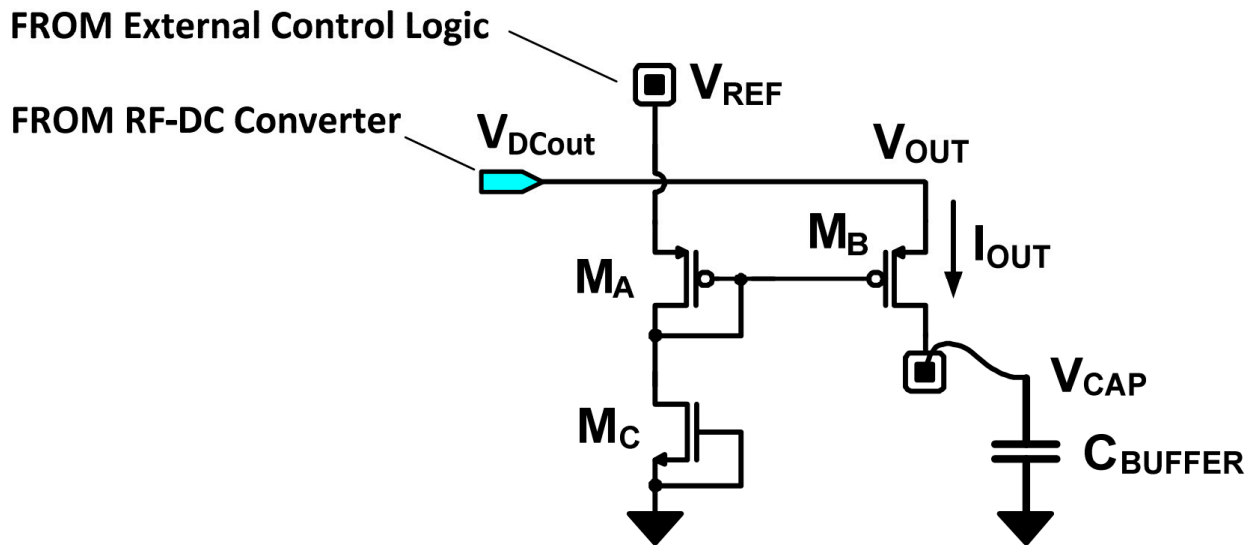 FROM External Control Logic
VREF
FROM RF-DC Converter
VDCout
VOUT
MB
IOUT
MA
VCAP
MC
CBUFFER